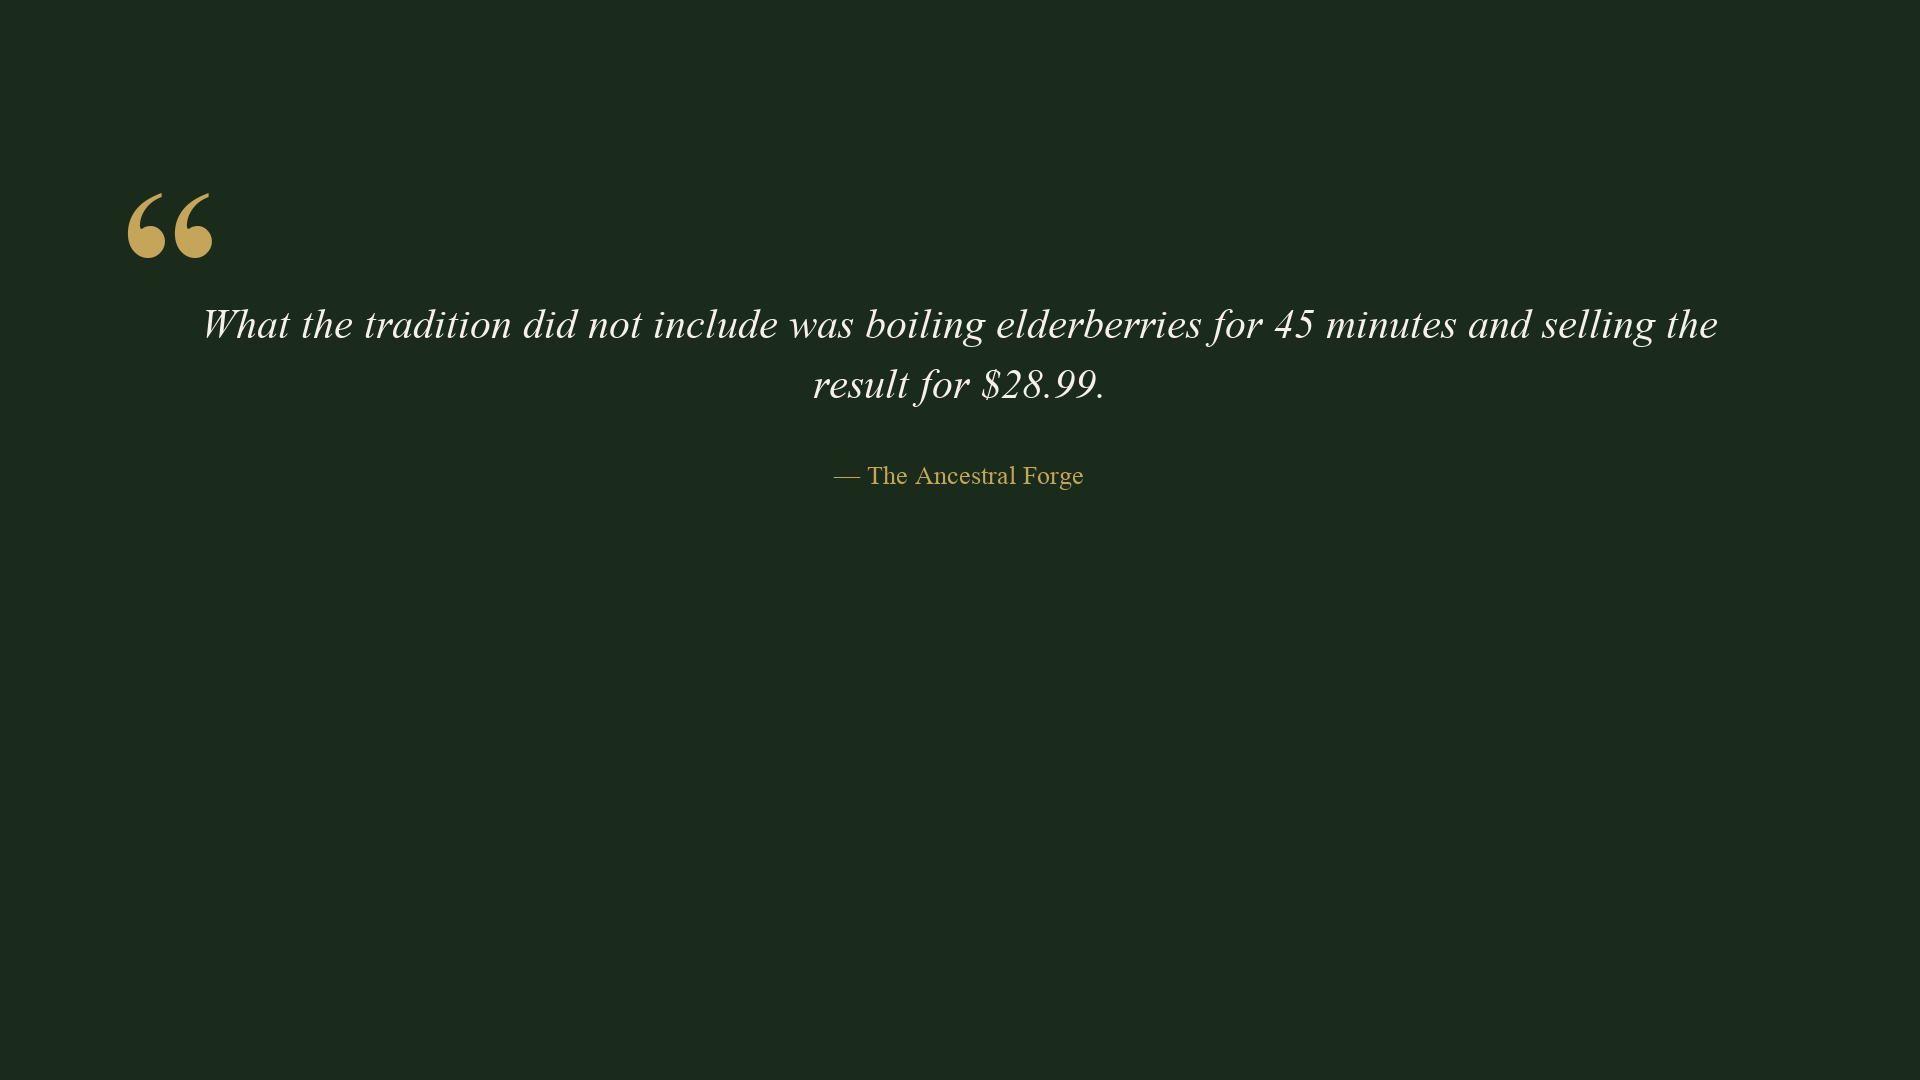 “
What the tradition did not include was boiling elderberries for 45 minutes and selling the
result for $28.99.
— The Ancestral Forge